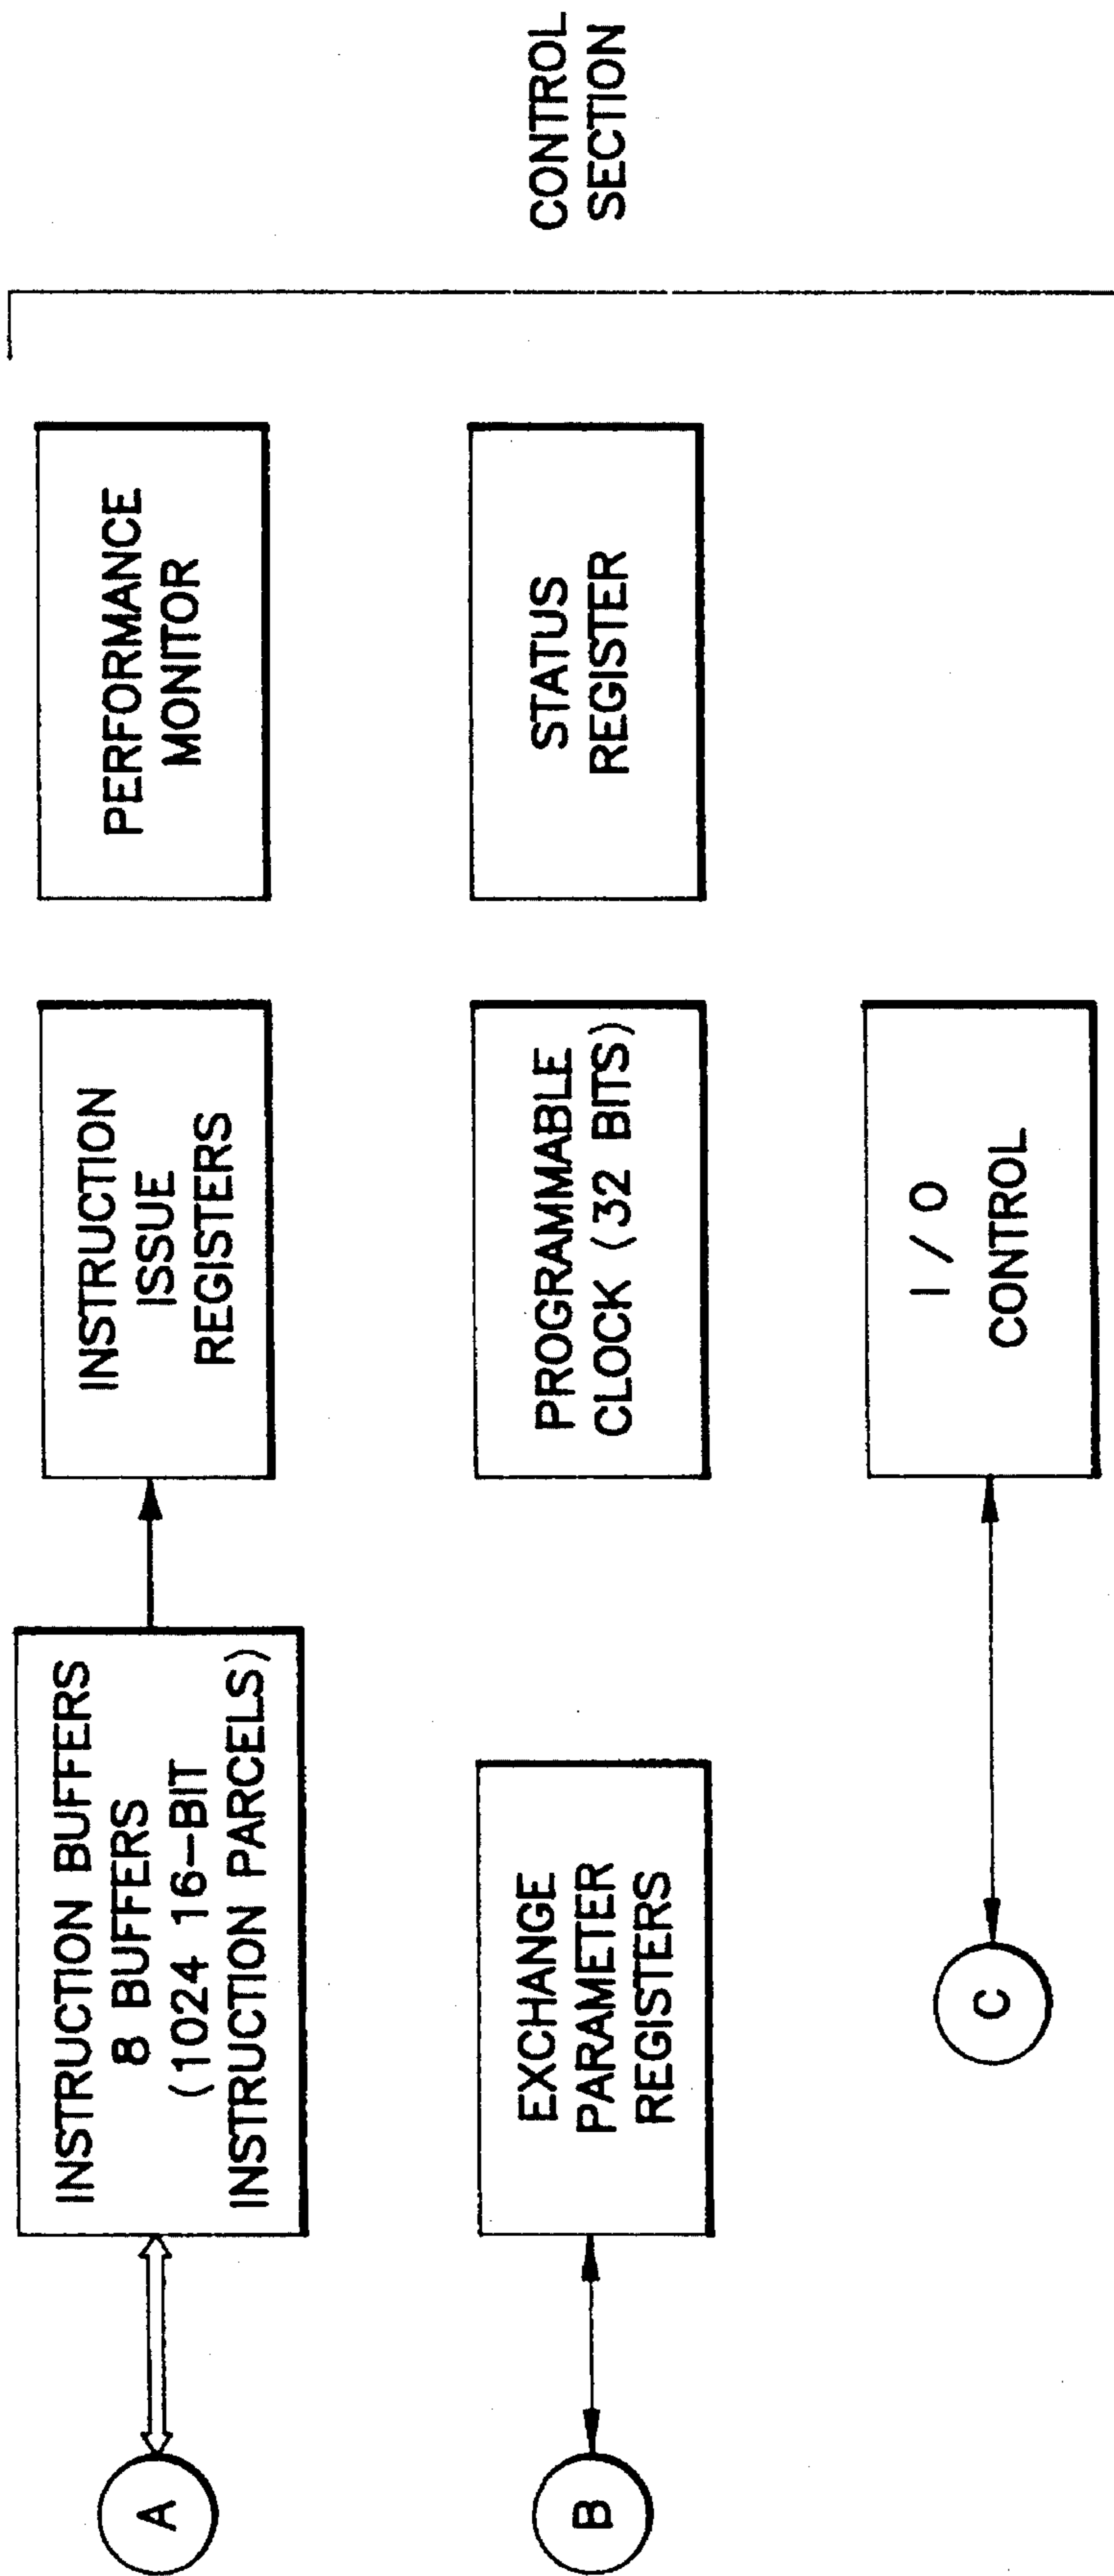 A
INSTRUCTION BUFFERS
8 BUFFERS
(1024 16-BIT
INSTRUCTION PARCELS)
INSTRUCTION
ISSUE
REGISTERS
PERFORMANCE
MONITOR
B
EXCHANGE
PARAMETER
REGISTERS
PROGRAMMABLE
CLOCK (32 BITS)
STATUS
REGISTER
C
I / O
CONTROL
CONTROL
SECTION